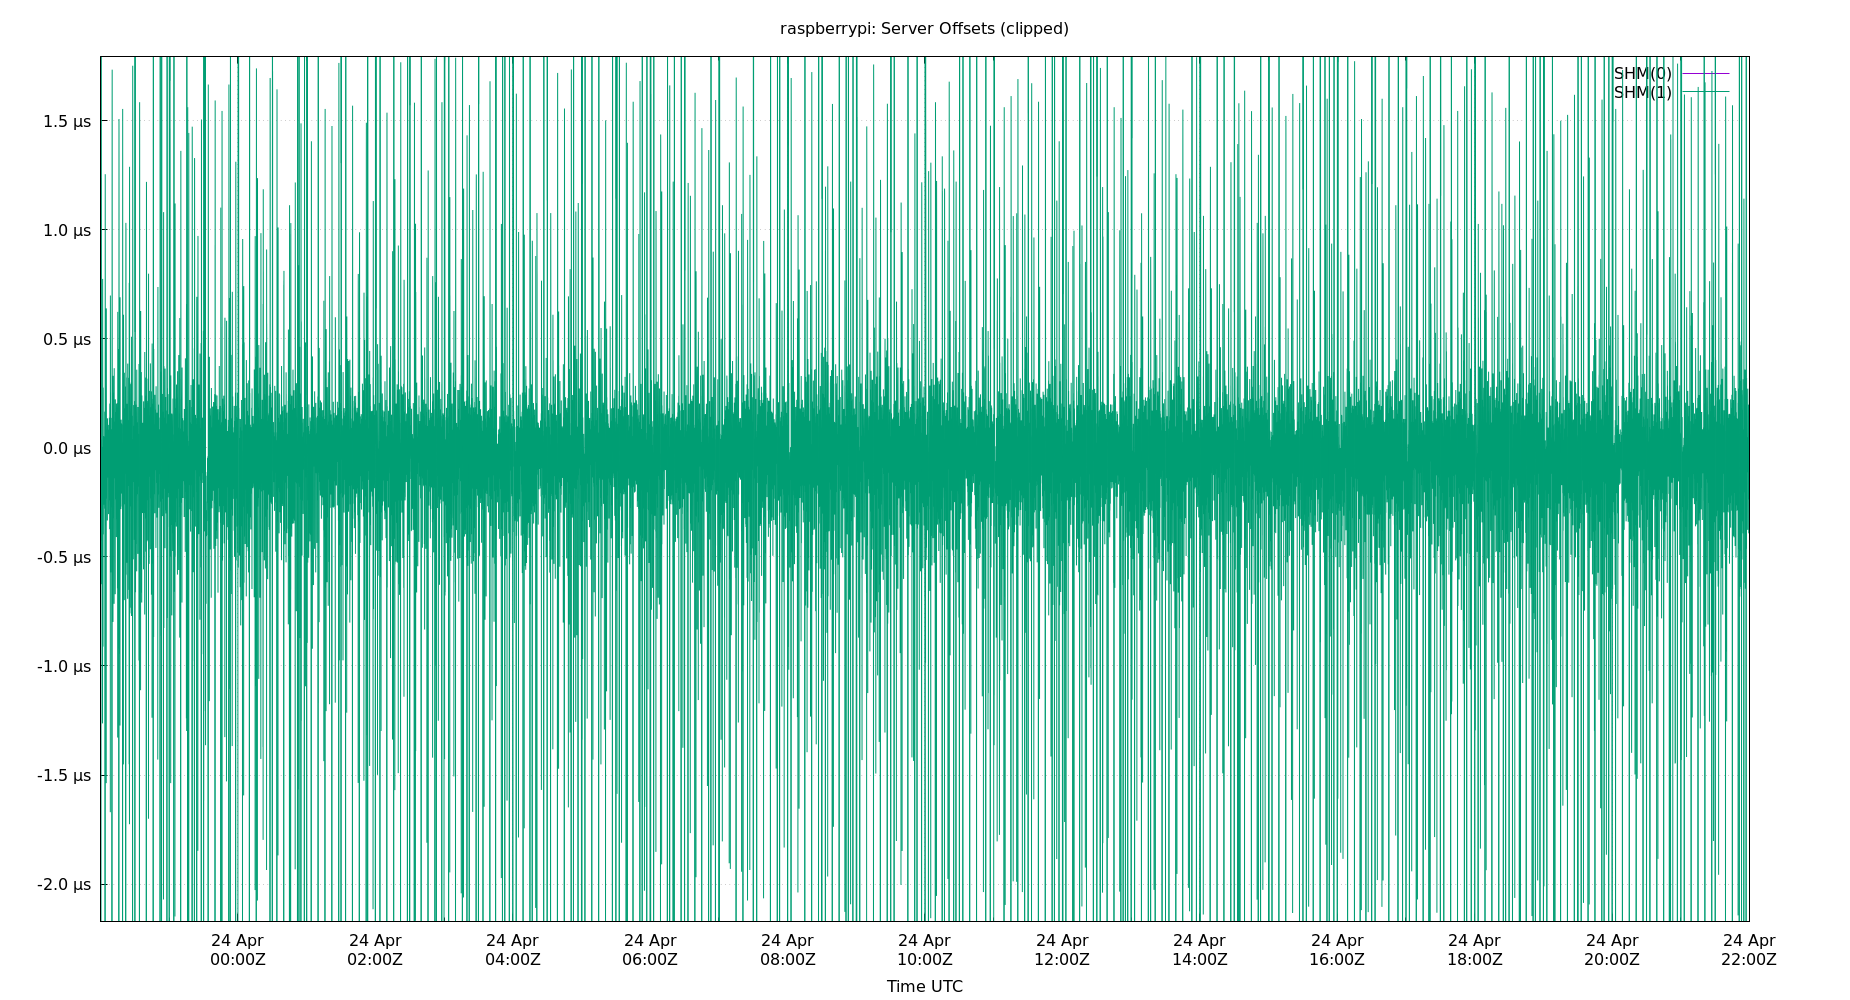 raspberrypi: Server Offsets (clipped)
SHM(0)
SHM(1)
1.5 µs
1.0 µs
0.5 µs
0.0 µs
-0.5 µs
-1.0 µs
-1.5 µs
-2.0 µs
24 Apr 24 Apr 24 Apr 24 Apr 24 Apr 24 Apr 24 Apr 24 Apr 24 Apr 24 Apr 24 Apr 24 Apr
00:00Z 02:00Z 04:00Z 06:00Z 08:00Z 10:00Z 12:00Z 14:00Z 16:00Z 18:00Z 20:00Z 22:00Z
Time UTC